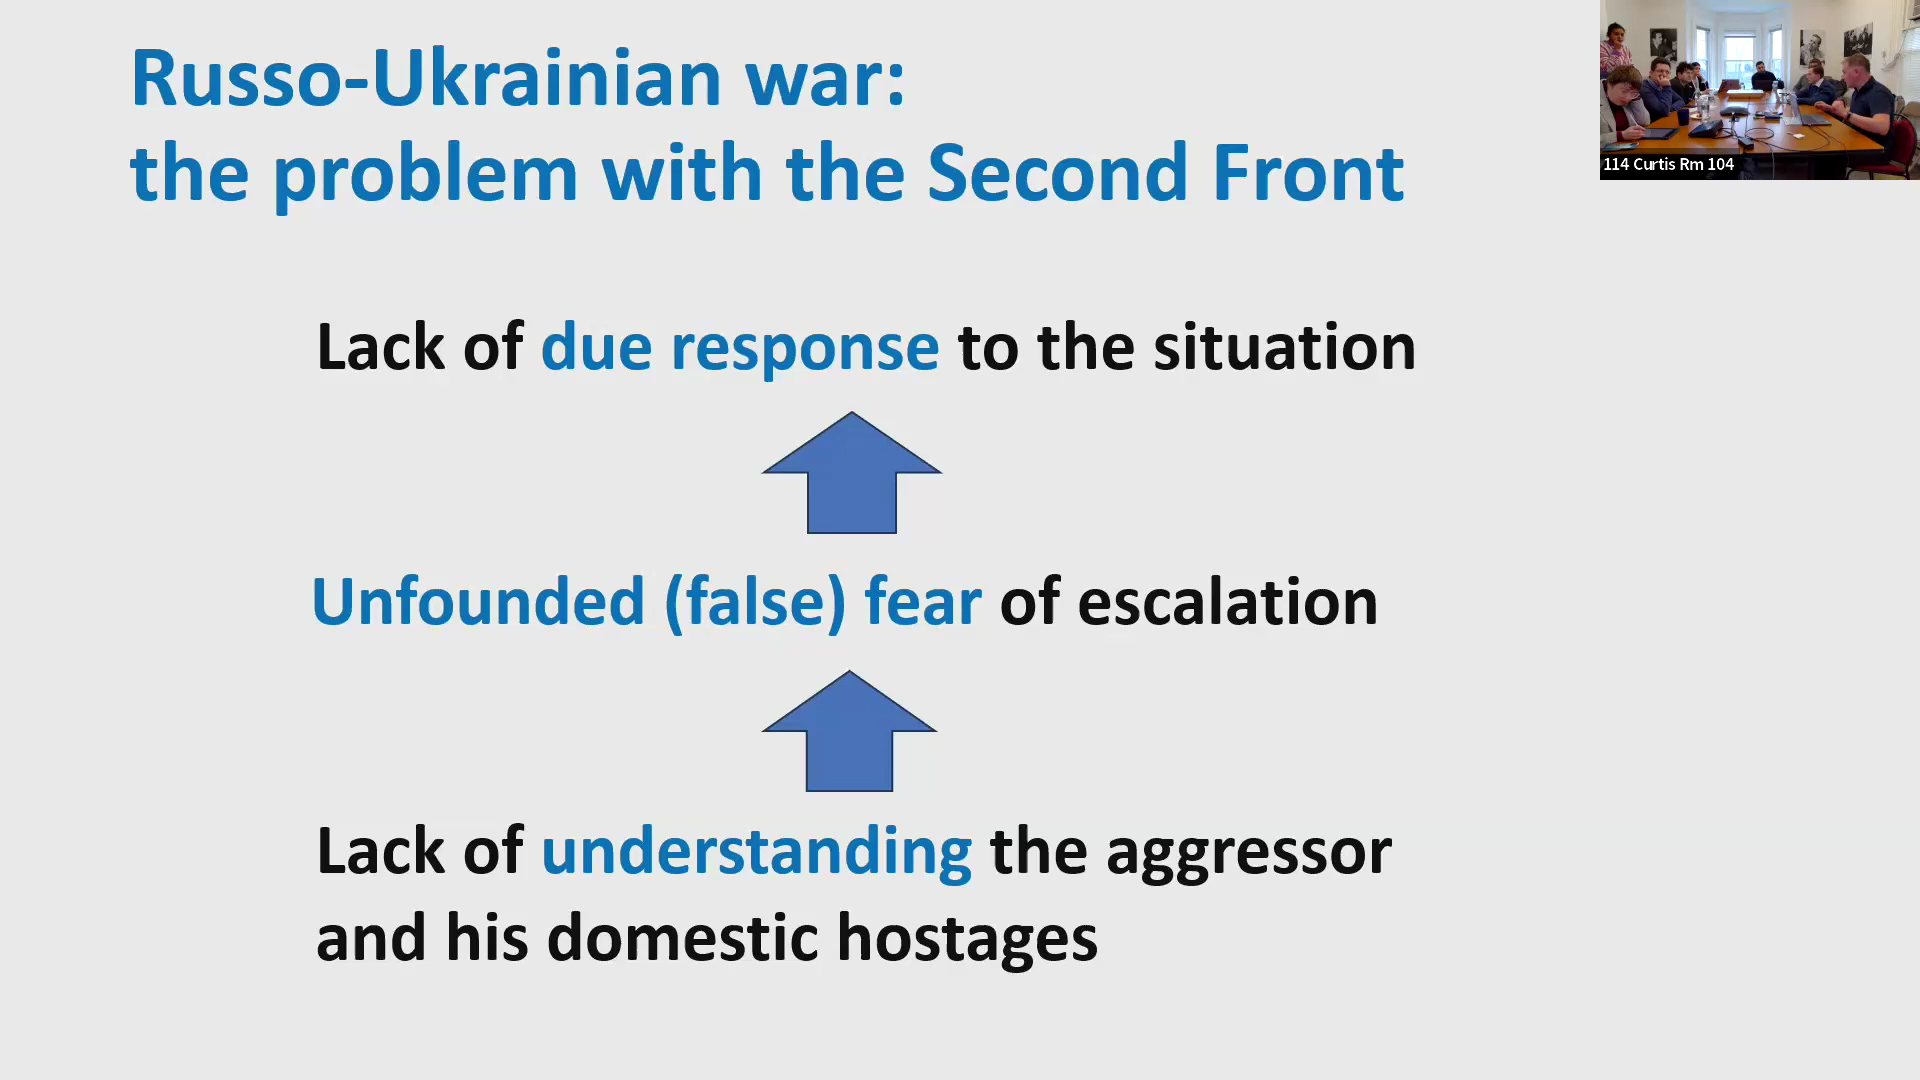 Russo-Ukrainian war:
the problem with the Second Front
114 Curtis Rm 104
Lack of due response to the situation
Unfounded (false) fear of escalation
Lack of understanding the aggressor
and his domestic hostages